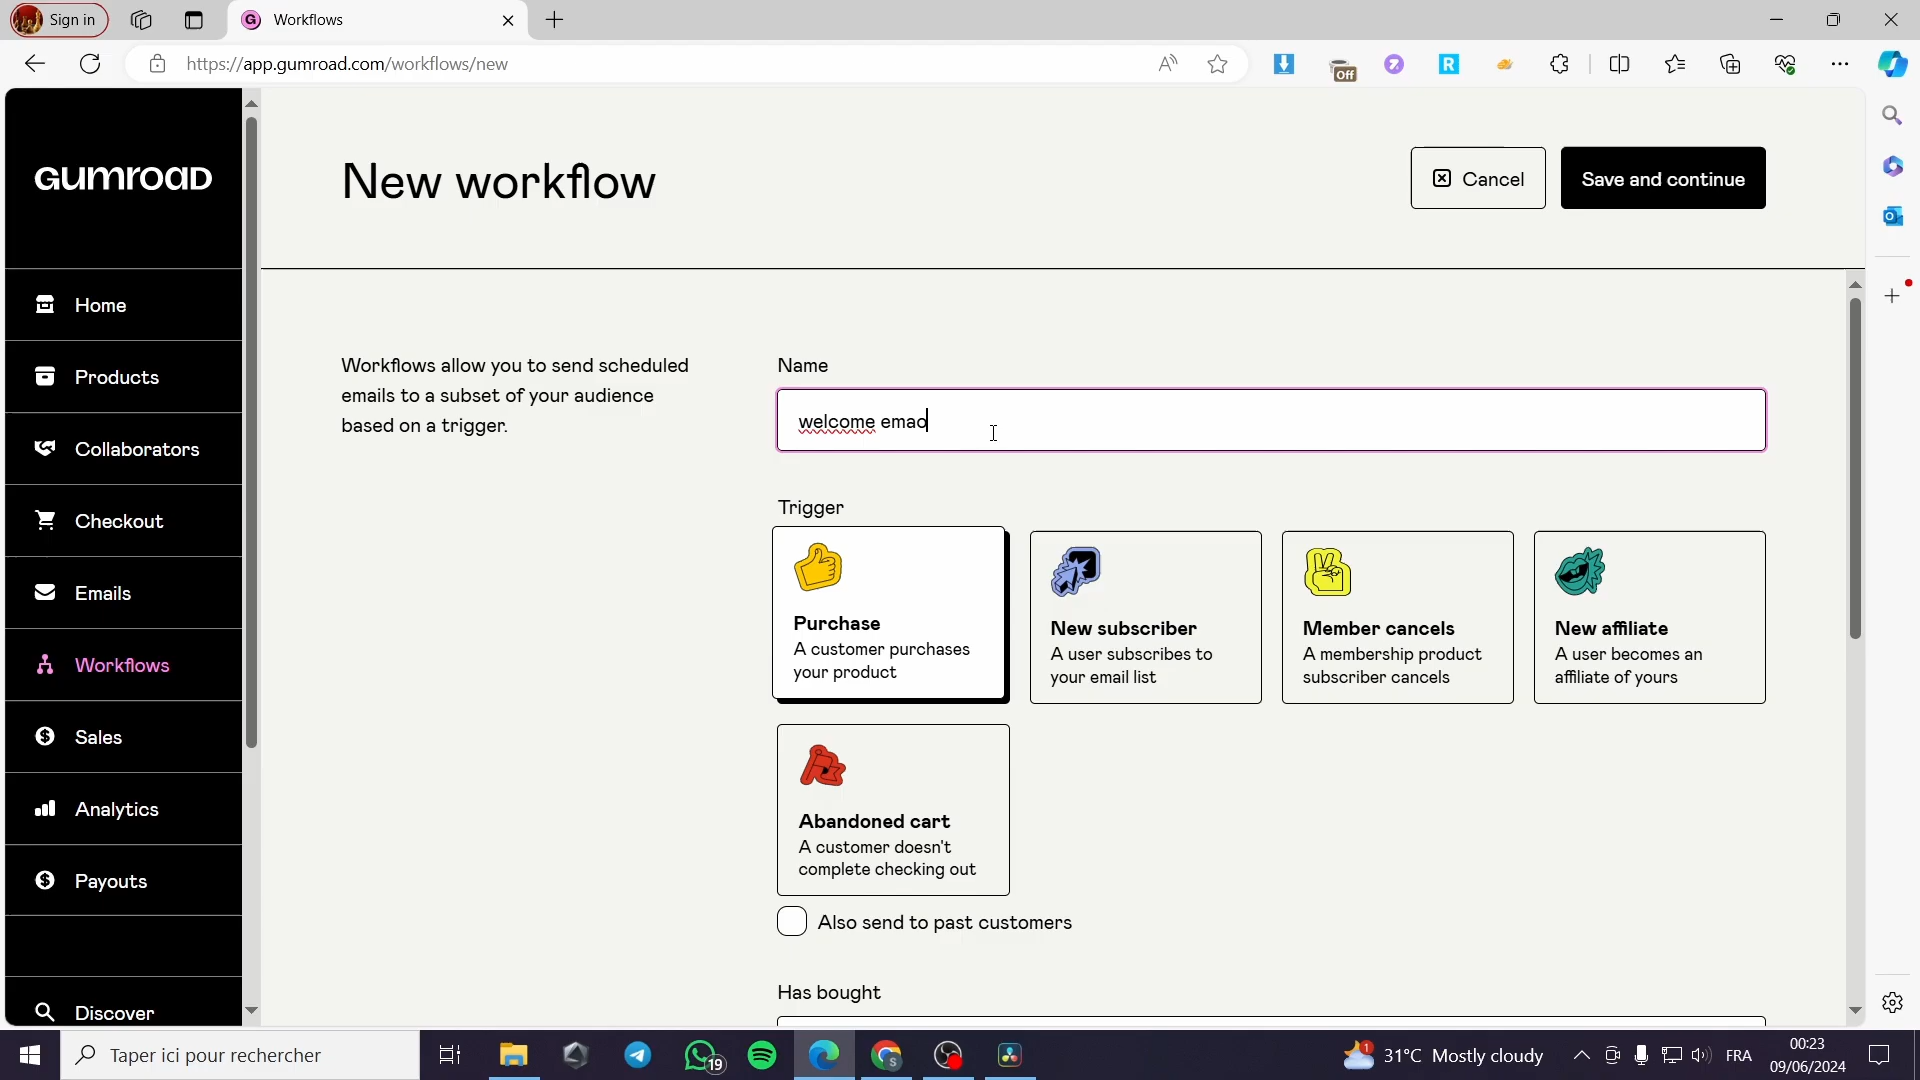 Sign in
Workflows
https://app.gumroad.com/workflows/new
Off
GUMROAD
New workflow
Cancel
Save and continue
Home
Products
Collaborators
Checkout
Emails
Workflows
Sales
Analytics
Payouts
Discover
Workflows allow you to send scheduled
emails to a subset of your audience
based on a trigger.
Name
welcome emao
Trigger
Purchase
A customer purchases
your product
New subscriber
A user subscribes to
your email list
Member cancels
A membership product
subscriber cancels
New affiliate
A user becomes an
affiliate of yours
Abandoned cart
A customer doesn't
complete checking out
Also send to past customers
Has bought
Taper ici pour rechercher
19
1
31°C Mostly cloudy
FRA
00:23
09/06/2024